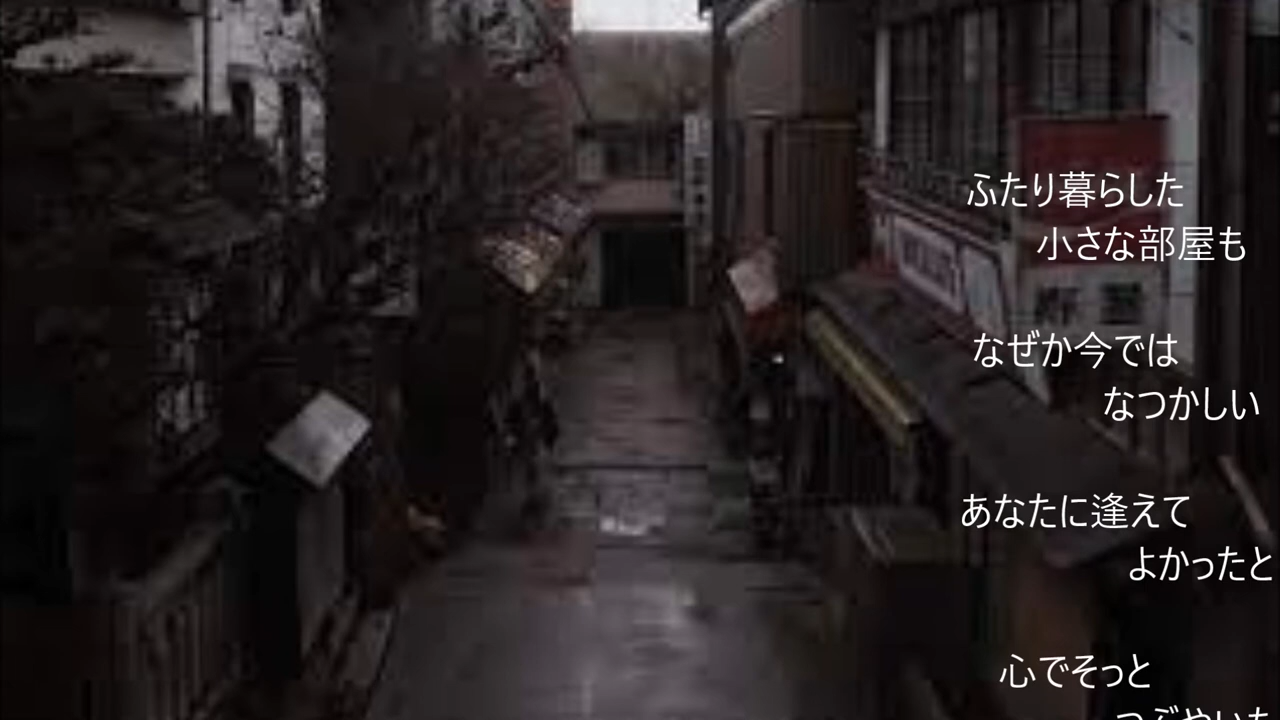 ふたり暮らした
小さな部屋も
なぜか今では
なつかしい
あなたに逢えて
よかったと
心でそっと